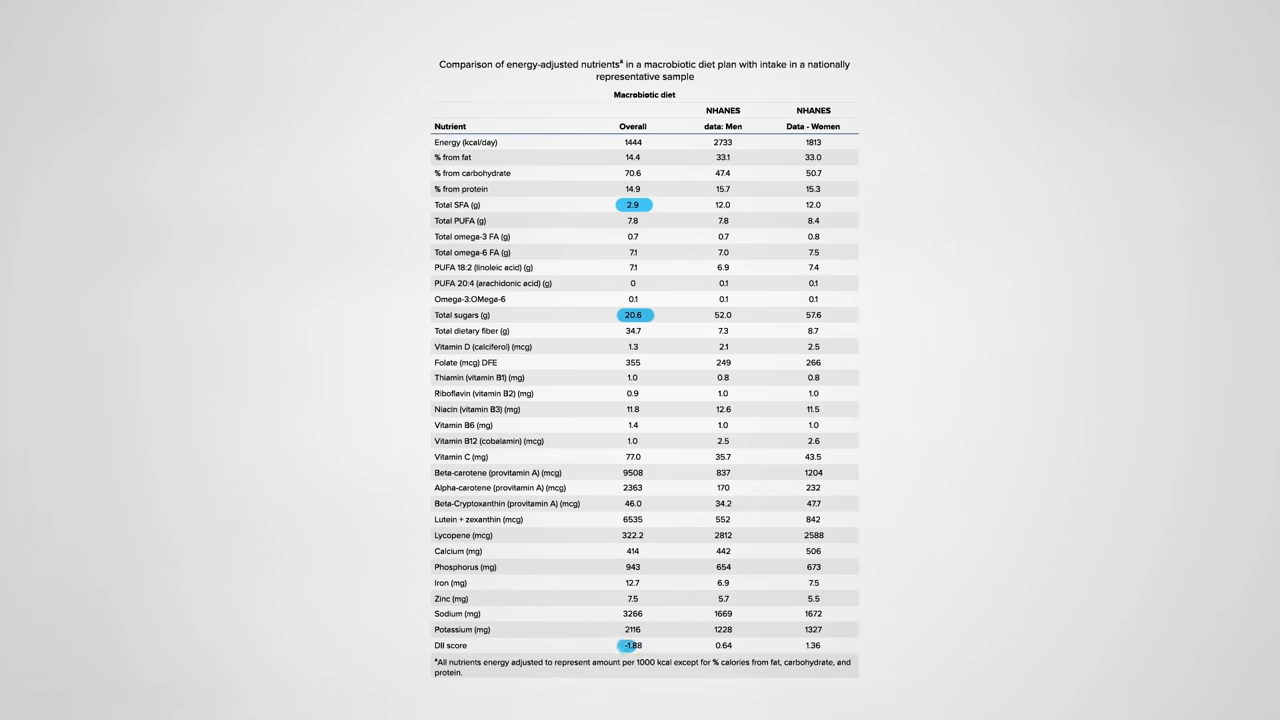 Comparison of energy-adjusted nutrientsª in a macrobiotic diet plan with intake in a nationally
representative sample
Macrobiotic diet
NHANES NHANES
Nutrient Overall data: Men Data - Women
Energy (kcal/day) 1444 2733 1813
% from fat 14.4 33.1 33.0
% from carbohydrate 70.6 47.4 50.7
% from protein 14.9 15.7 15.3
Total SFA (g) 2.9 12.0 12.0
Total PUFA (g) 7.8 7.8 8.4
Total omega-3 FA (g) 0.7 0.7 0.8
Total omega-6 FA (g) 7.1 7.0 7.5
PUFA 18:2 (linoleic acid) (g) 7.1 6.9 7.4
PUFA 20:4 (arachidonic acid) (g) 0 0.1 0.1
Omega-3:OMega-6 0.1 0.1 0.1
Total sugars (g) 20.6 52.0 57.6
Total dietary fiber (g) 34.7 7.3 8.7
Vitamin D (calciferol) (mcg) 1.3 2.1 2.5
Folate (mcg) DFE 355 249 266
Thiamin (vitamin B1) (mg) 1.0 0.8 0.8
Riboflavin (vitamin B2) (mg) 0.9 1.0 1.0
Niacin (vitamin B3) (mg) 11.8 12.6 11.5
Vitamin B6 (mg) 1.4 1.0 1.0
Vitamin B12 (cobalamin) (mcg) 1.0 2.5 2.6
Vitamin C (mg) 77.0 35.7 43.5
Beta-carotene (provitamin A) (mcg) 9508 837 1204
Alpha-carotene (provitamin A) (mcg) 2363 170 232
Beta-Cryptoxanthin (provitamin A) (mcg) 46.0 34.2 47.7
Lutein + zexanthin (mcg) 6535 552 842
Lycopene (mcg) 322.2 2812 2588
Calcium (mg) 414 442 506
Phosphorus (mg) 943 654 673
Iron (mg) 12.7 6.9 7.5
Zinc (mg) 7.5 5.7 5.5
Sodium (mg) 3266 1669 1672
Potassium (mg) 2116 1228 1327
DII score -1.88 0.64 1.36
ªAll nutrients energy adjusted to represent amount per 1000 kcal except for % calories from fat, carbohydrate, and
protein.